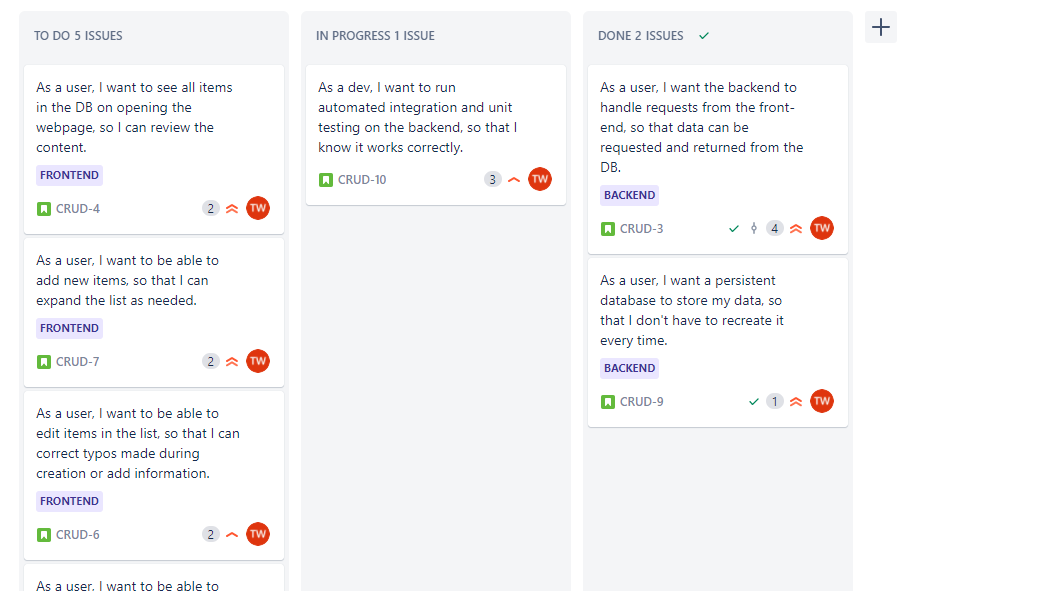 TO DO 5 ISSUES
As a user, I want to see all items
in the DB on opening the
webpage, so I can review the
content.
FRONTEND
CRUD-4
2
TW
As a user, I want to be able to
add new items, so that I can
expand the list as needed.
FRONTEND
CRUD-7
2
TW
As a user, I want to be able to
edit items in the list, so that I can
correct typos made during
creation or add information.
FRONTEND
CRUD-6
2
TW
As a user, I want to be able to
IN PROGRESS 1 ISSUE
As a dev, I want to run
automated integration and unit
testing on the backend, so that I
know it works correctly.
CRUD-10
3
TW
DONE 2 ISSUES
As a user, I want the backend to
handle requests from the front-
end, so that data can be
requested and returned from the
DB.
BACKEND
CRUD-3
4
TW
As a user, I want a persistent
database to store my data, so
that I don't have to recreate it
every time.
BACKEND
CRUD-9
1
TW